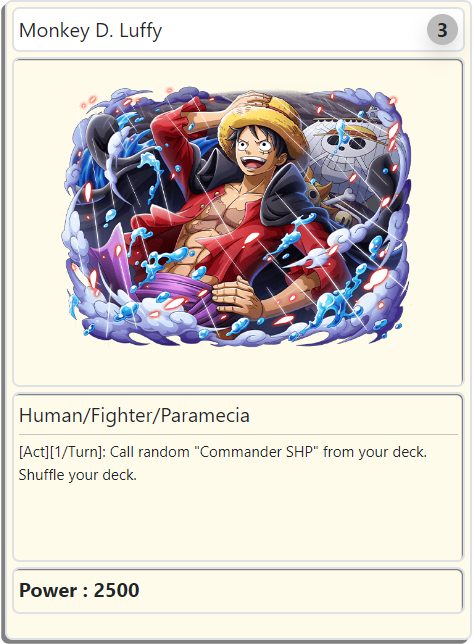 Monkey D. Luffy
3
Human/Fighter/Paramecia
[Act][1/Turn]: Call random "Commander SHP" from your deck.
Shuffle your deck.
Power : 2500